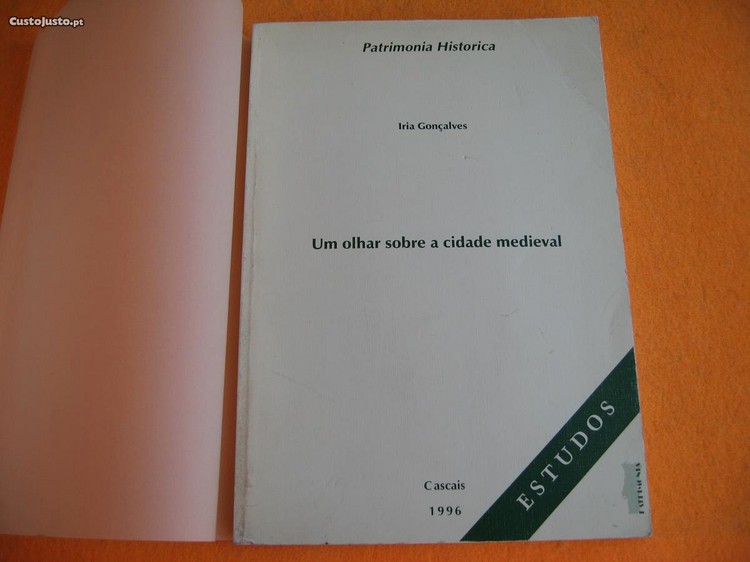 CustoJusto.pt
Patrimonia Historica
Iria Gonçalves
Um olhar sobre a cidade medieval
ESTUDOS
Cascais
1996